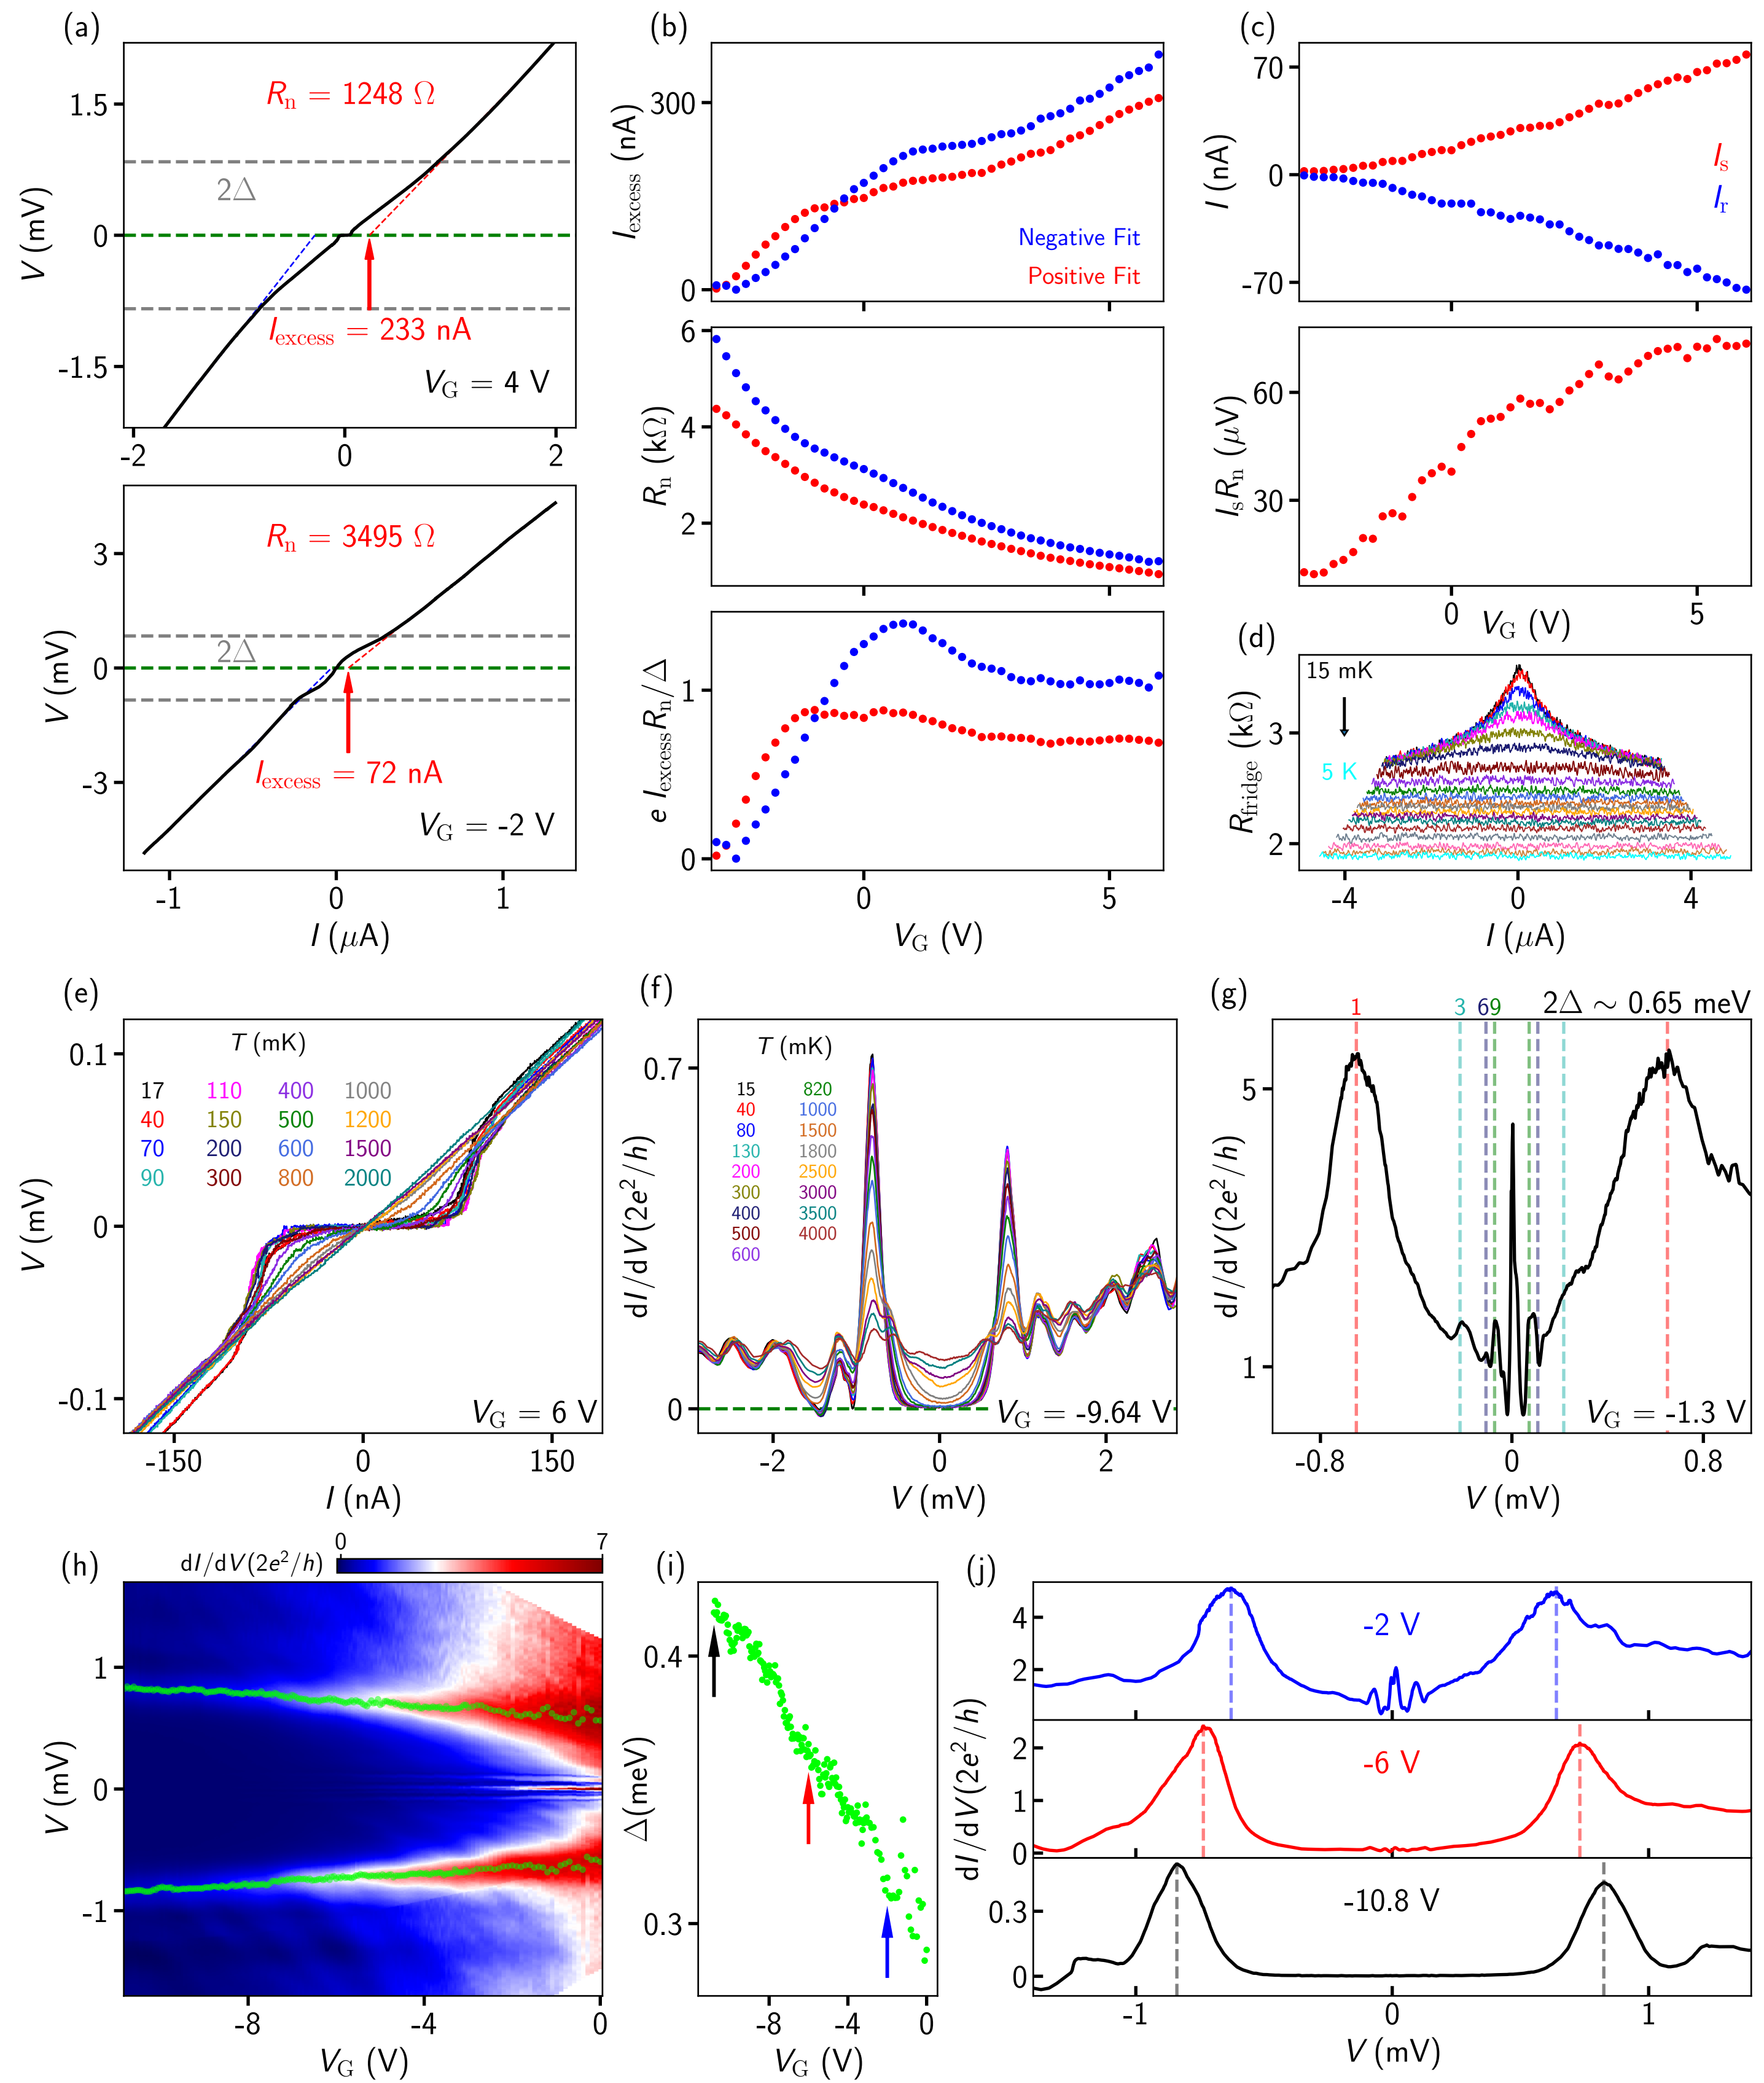 (a)
R_n = 1248 Ω
2Δ
I_excess = 233 nA
V_G = 4 V
V (mV)
1.5
0
-1.5
-2 0 2
R_n = 3495 Ω
2Δ
I_excess = 72 nA
V_G = -2 V
V (mV)
3
0
-3
-1 0 1
I (μA)
(b)
I_excess (nA)
300
0
Negative Fit
Positive Fit
R_n (kΩ)
6
4
2
e I_excess R_n/Δ
1
0
0 5
V_G (V)
(c)
I (nA)
70
0
-70
I_s
I_r
I_s R_n (μV)
60
30
0 5
V_G (V)
(d)
15 mK
5 K
R_fridge (kΩ)
3
2
-4 0 4
I (μA)
(e)
T (mK)
17 110 400 1000
40 150 500 1200
70 200 600 1500
90 300 800 2000
V (mV)
0.1
0
-0.1
V_G = 6 V
-150 0 150
I (nA)
(f)
T (mK)
15 820
40 1000
80 1500
130 1800
200 2500
300 3000
400 3500
500 4000
600
dI/dV(2e²/h)
0.7
0
V_G = -9.64 V
-2 0 2
V (mV)
(g)
1 3 6 9 2Δ ∼ 0.65 meV
dI/dV(2e²/h)
5
1
V_G = -1.3 V
-0.8 0 0.8
V (mV)
(h)
dI/dV(2e²/h)
0 7
V (mV)
1
0
-1
-8 -4 0
V_G (V)
(i)
Δ(meV)
0.4
0.3
-8 -4 0
V_G (V)
(j)
dI/dV(2e²/h)
4
2
-2 V
2
1
0
-6 V
0
0.3
0
-10.8 V
-1 0 1
V (mV)